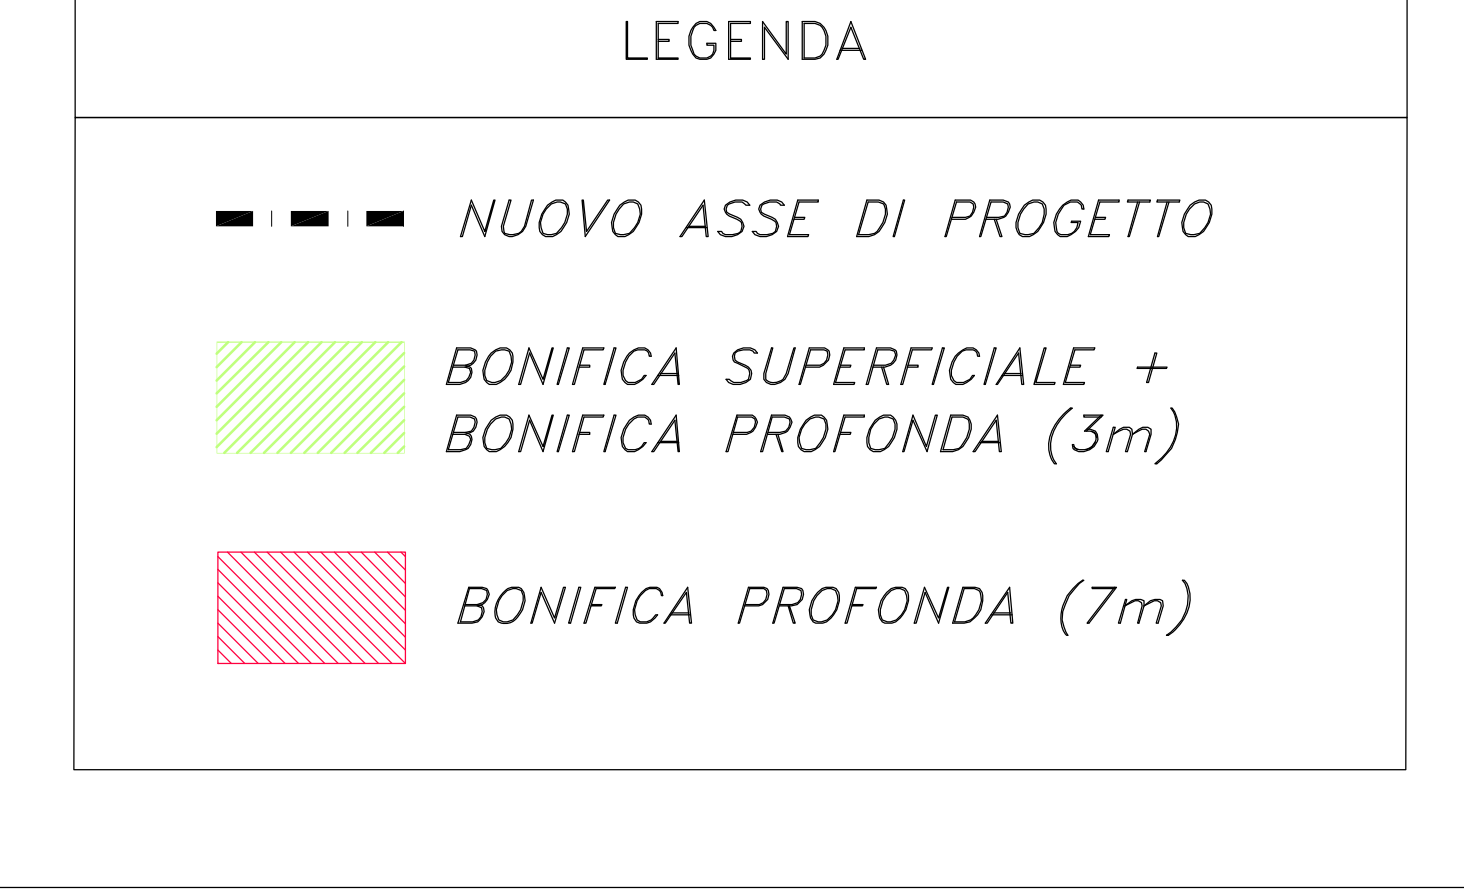 LEGENDA
NUOVO ASSE DI PROGETTO
BONIFICA SUPERFICIALE +
BONIFICA PROFONDA (3m)
BONIFICA PROFONDA (7m)